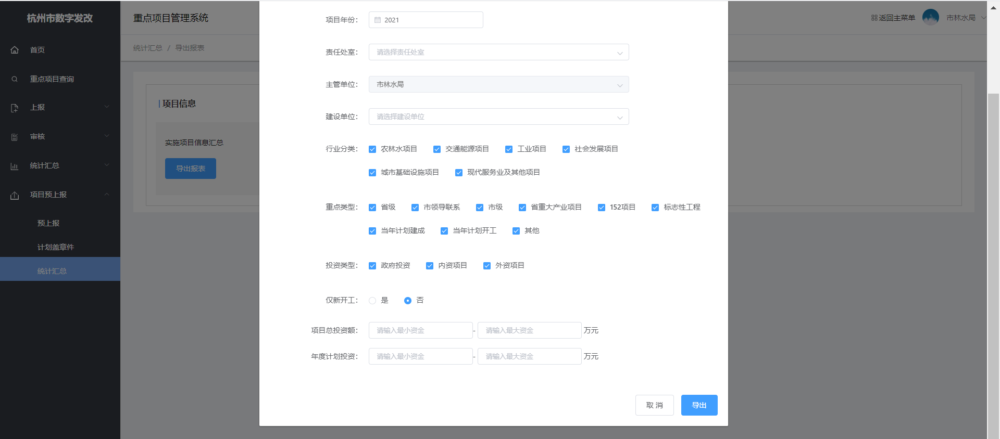 杭州市数字发改
首页
重点项目查询
上报
审核
统计汇总
项目预上报
预上报
计划盖章件
统计汇总
重点项目管理系统
返回主菜单
市林水局
统计汇总 / 导出报表
项目信息
实施项目信息汇总
导出报表
项目年份: 2021
责任处室: 请选择责任处室
主管单位: 市林水局
建设单位: 请选择建设单位
行业分类: 农林水项目 交通能源项目 工业项目 社会发展项目
城市基础设施项目 现代服务业及其他项目
重点类型: 省级 市领导联系 市级 省重大产业项目 152项目 标志性工程
当年计划建成 当年计划开工 其他
投资类型: 政府投资 内资项目 外资项目
仅新开工: 是 否
项目总投资额: 请输入最小资金 - 请输入最大资金 万元
年度计划投资: 请输入最小资金 - 请输入最大资金 万元
取 消 导出